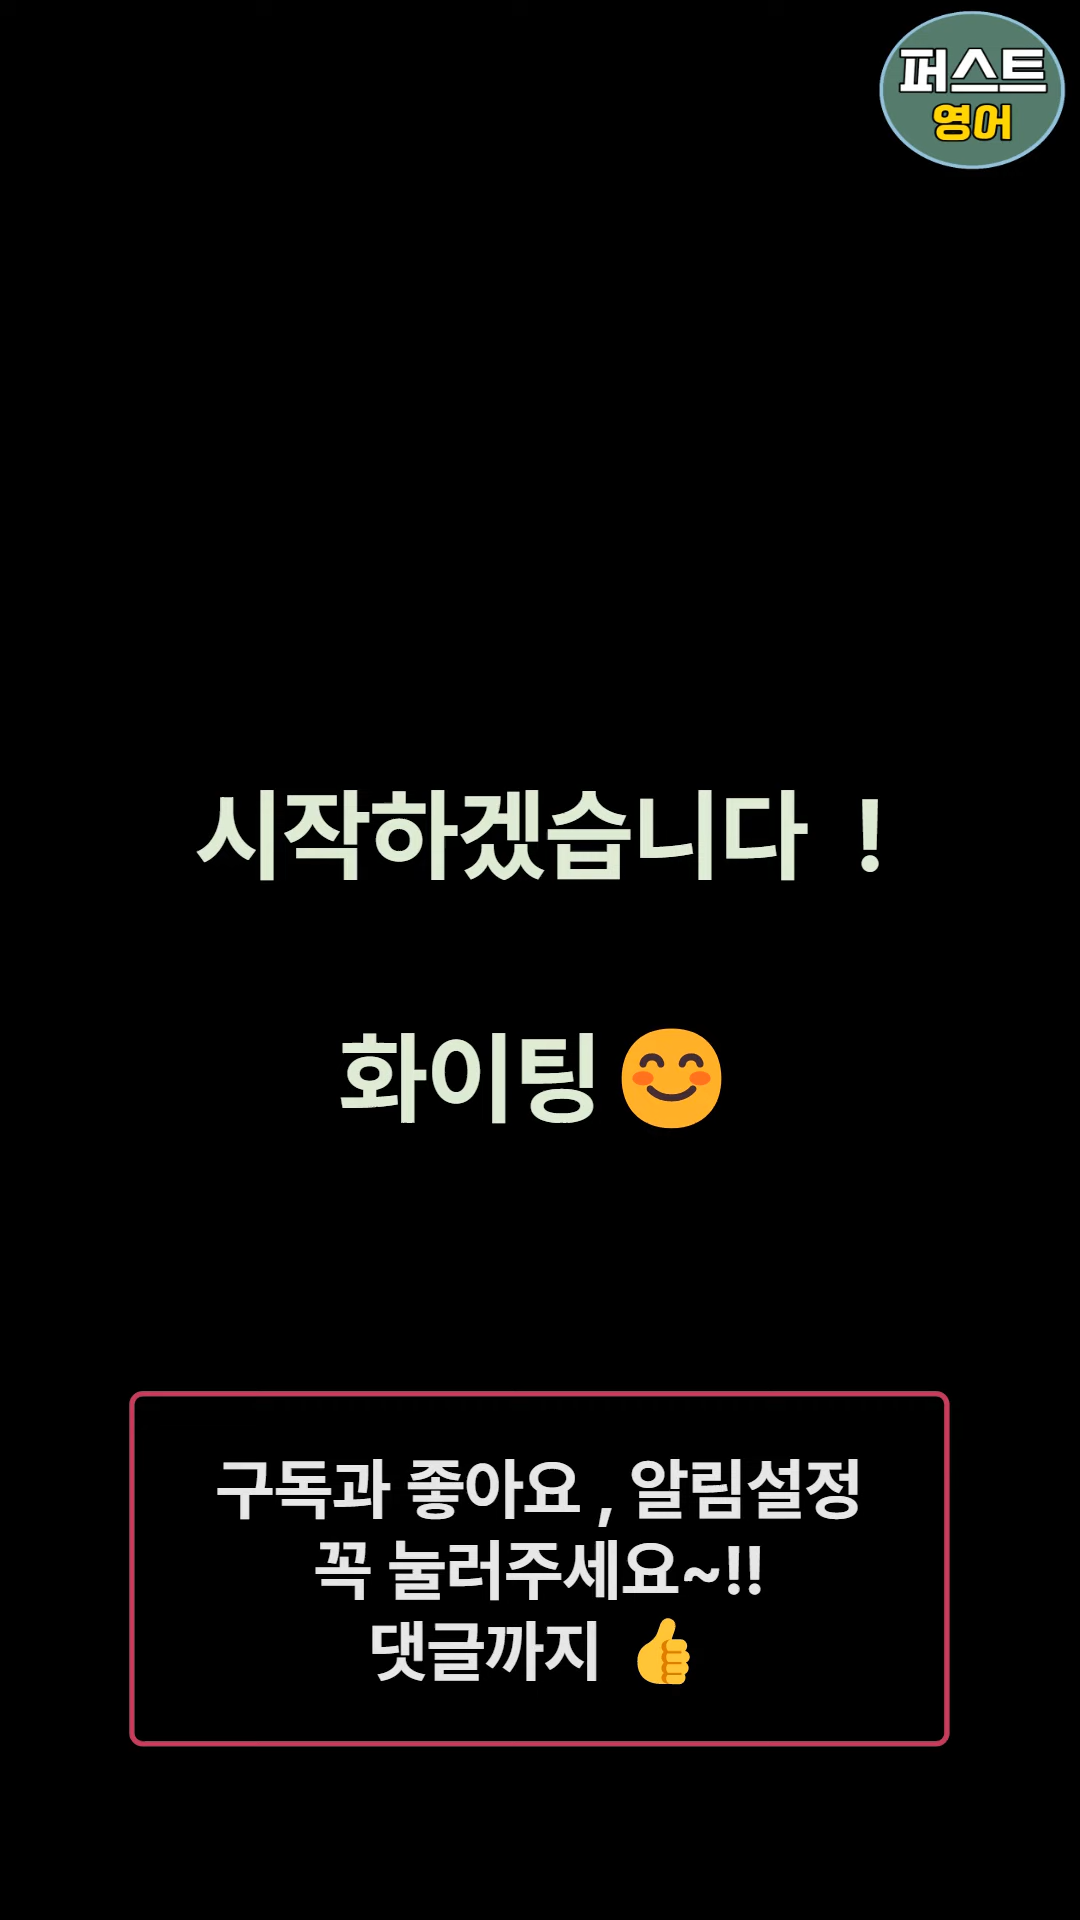 퍼스트
영어
시작하겠습니다 !
화이팅😊
구독과 좋아요 , 알림설정
꼭 눌러주세요~!!
댓글까지 👍